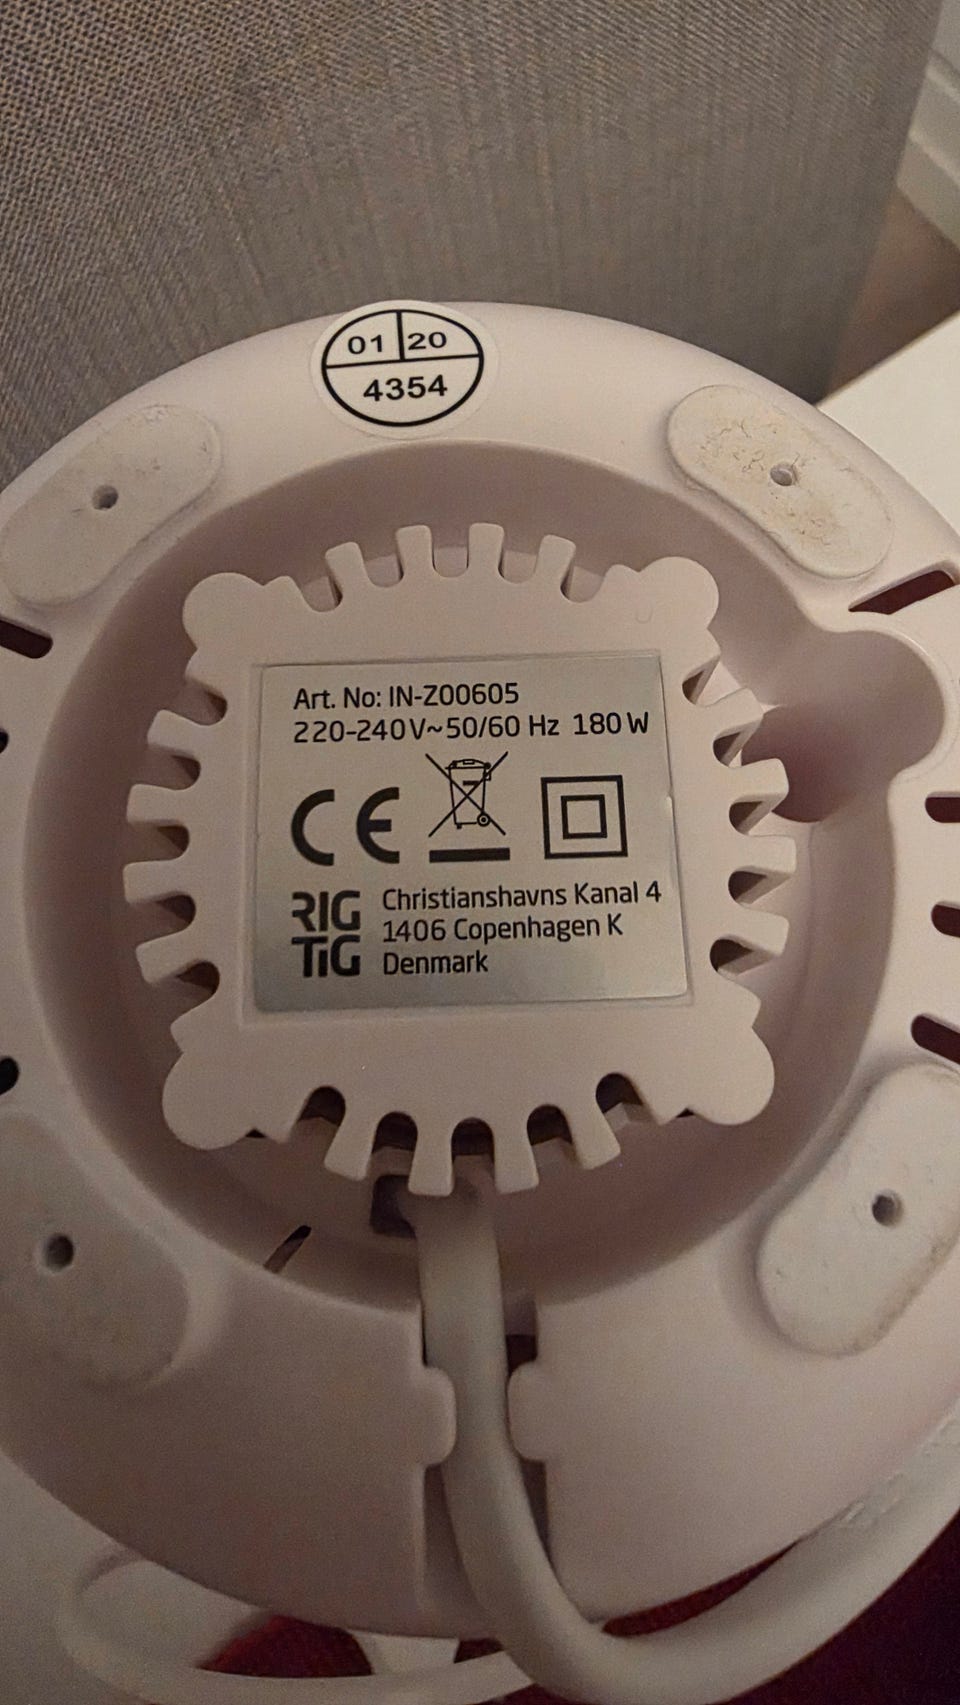 01 20
4354
Art. No: IN-Z00605
220-240V~50/60 Hz 180 W
CE
RIG
TiG
Christianshavns Kanal 4
1406 Copenhagen K
Denmark